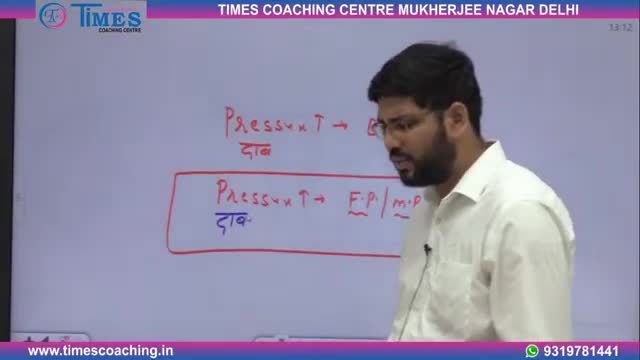 TIMES
COACHING CENTRE
TIMES COACHING CENTRE MUKHERJEE NAGAR DELHI
13:12
Pressure ↑ → B
दाब
Pressure ↑ → F.P. / m.P
दाब
www.timescoaching.in
9319781441